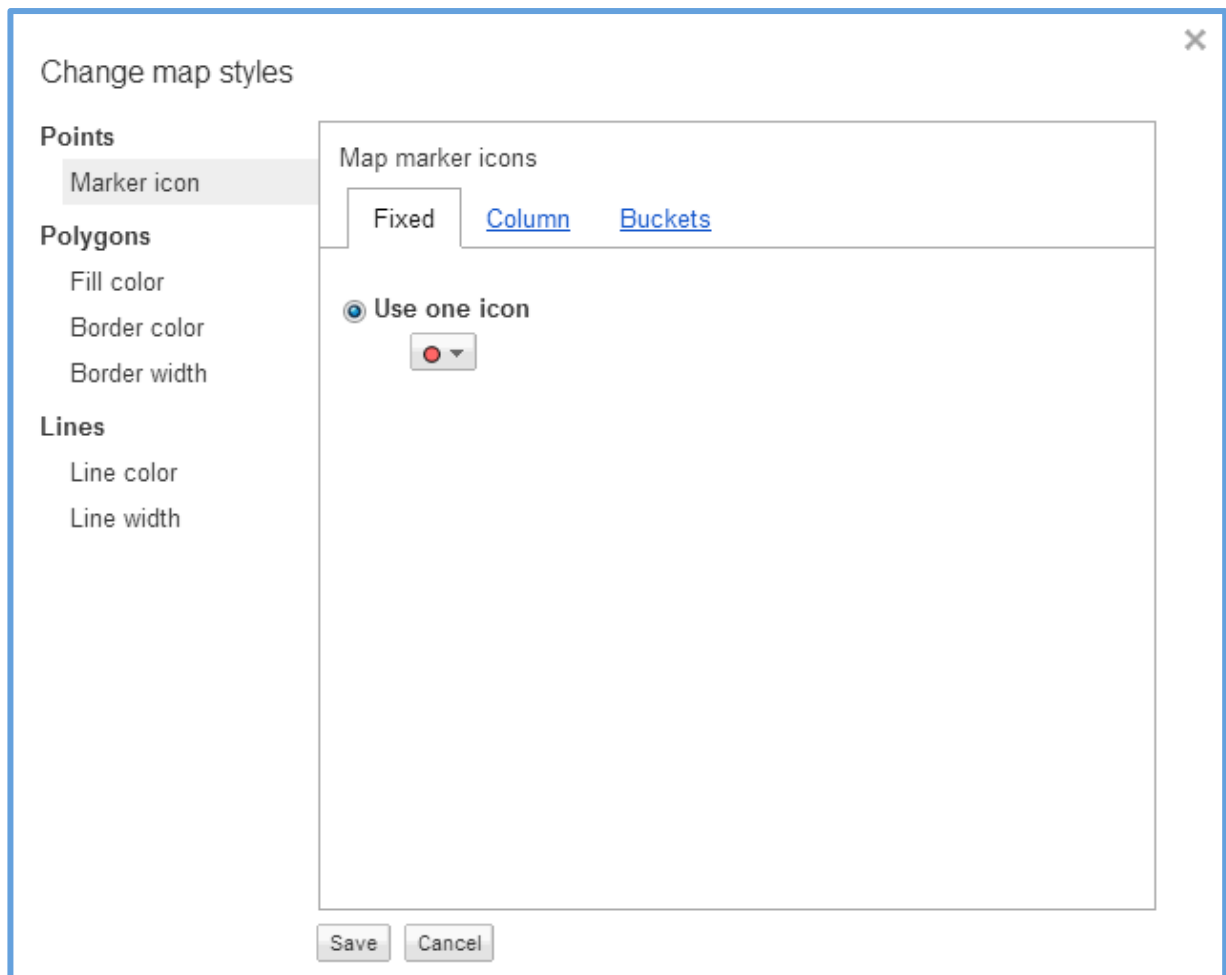 Change map styles
Points
Marker icon
Polygons
Fill color
Border color
Border width
Lines
Line color
Line width
Map marker icons
Fixed Column Buckets
Use one icon
Save Cancel